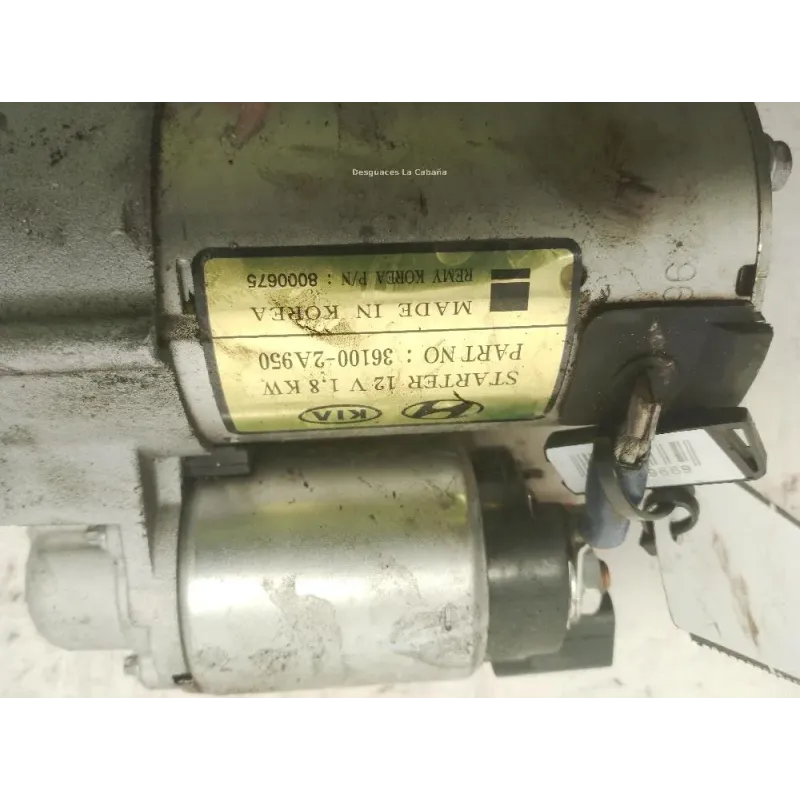 Desguaces La Cabaña
KIA
STARTER 12 V 1,8 KW
PART NO : 36100-2A950
MADE IN KOREA
REMY KOREA P/N : 8000675